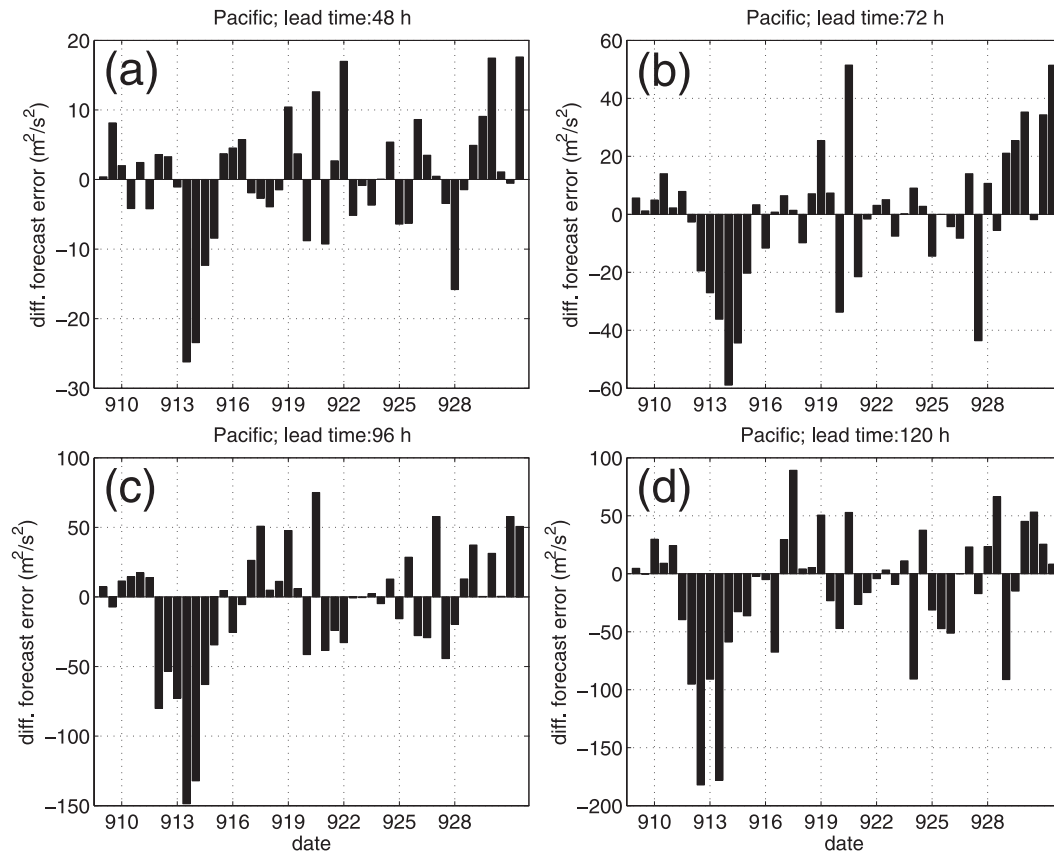 Pacific; lead time:48 h
(a)
diff. forecast error (m²/s²)
20
10
0
−10
−20
−30
910 913 916 919 922 925 928
Pacific; lead time:72 h
(b)
diff. forecast error (m²/s²)
60
40
20
0
−20
−40
−60
910 913 916 919 922 925 928
Pacific; lead time:96 h
(c)
diff. forecast error (m²/s²)
100
50
0
−50
−100
−150
910 913 916 919 922 925 928
date
Pacific; lead time:120 h
(d)
diff. forecast error (m²/s²)
100
50
0
−50
−100
−150
−200
910 913 916 919 922 925 928
date